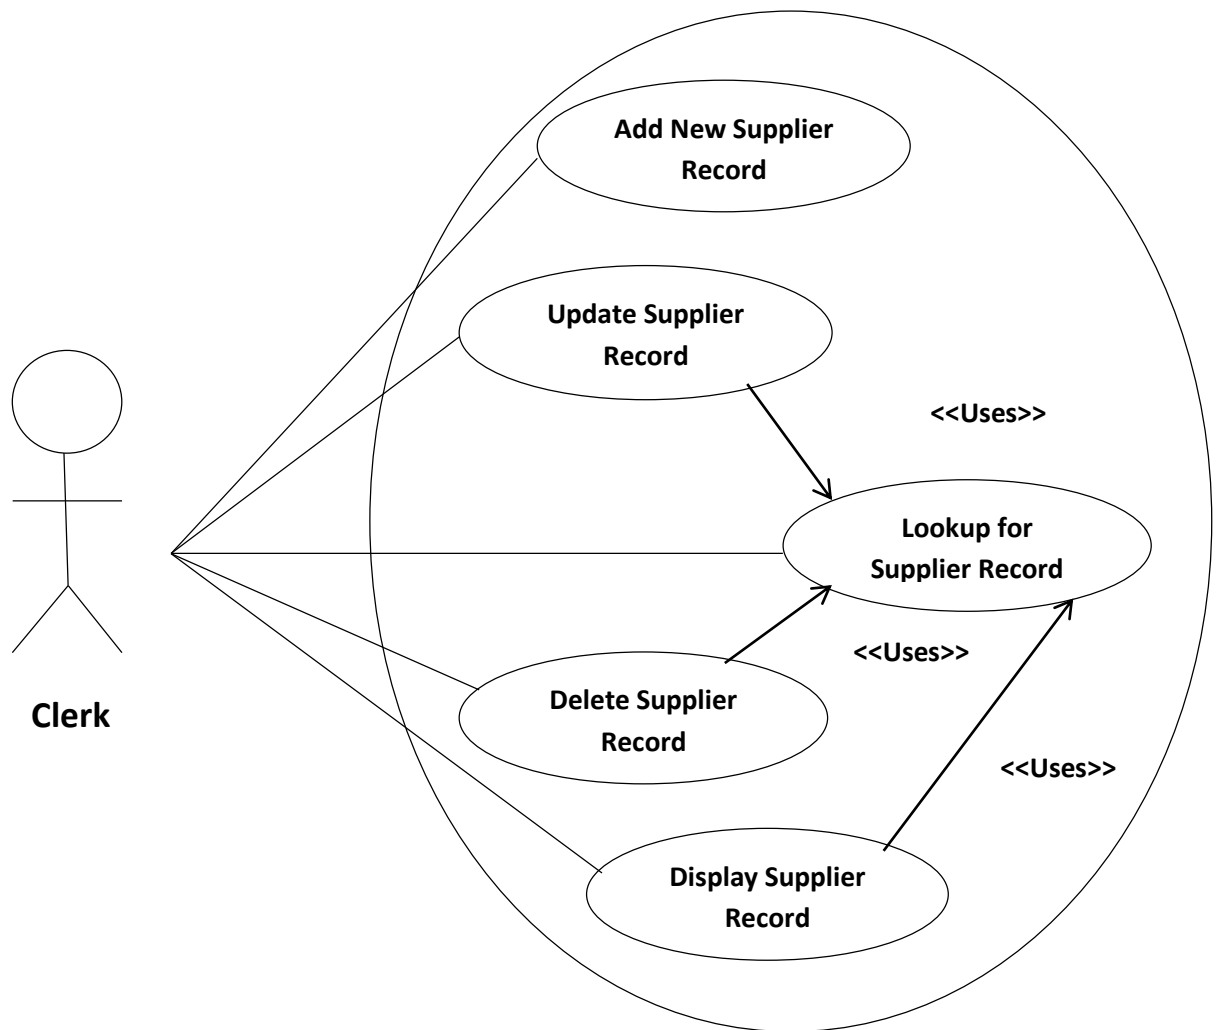 Add New Supplier
Record
Update Supplier
Record
<<Uses>>
Lookup for
Supplier Record
<<Uses>>
Delete Supplier
Record
Clerk
<<Uses>>
Display Supplier
Record